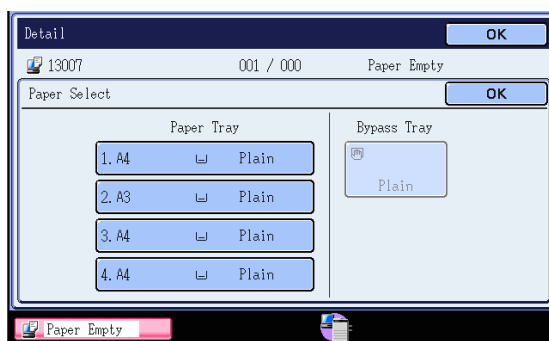 Detail OK
13007 001 / 000 Paper Empty
Paper Select OK
Paper Tray Bypass Tray
1. A4 Plain
2. A3 Plain
Plain
3. A4 Plain
4. A4 Plain
Paper Empty